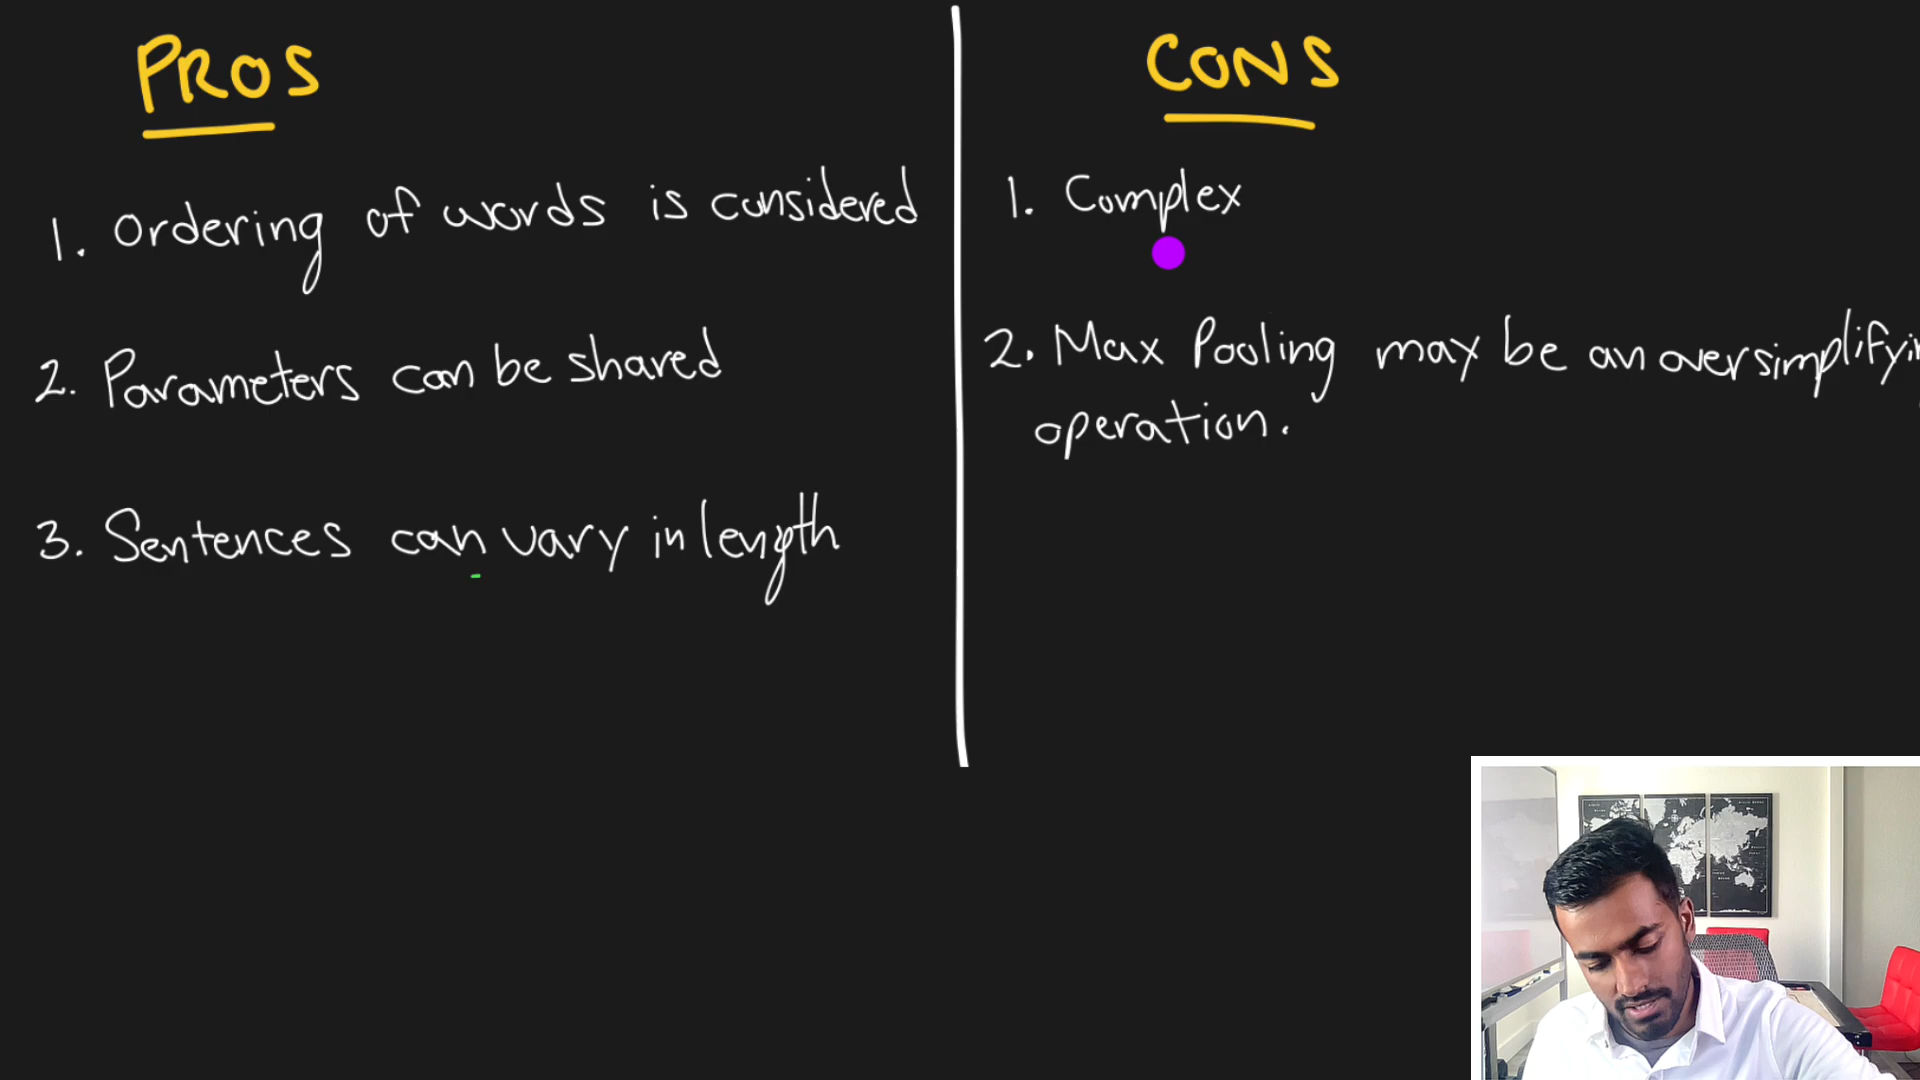 PROS
1. Ordering of words is considered
2. Parameters can be shared
3. Sentences can vary in length
CONS
1. Complex
2. Max Pooling may be an oversimplifyin
operation.